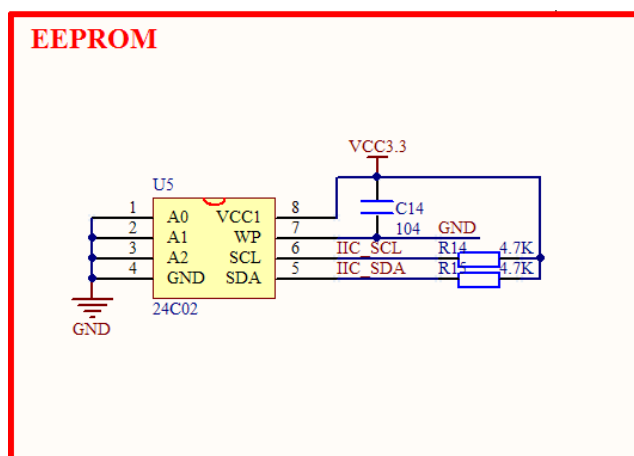 EEPROM
VCC3.3
U5
1 A0 VCC1 8 C14
2 A1 WP 7 104 GND
3 A2 SCL 6 IIC_SCL R14 4.7K
4 GND SDA 5 IIC_SDA R15 4.7K
24C02
GND